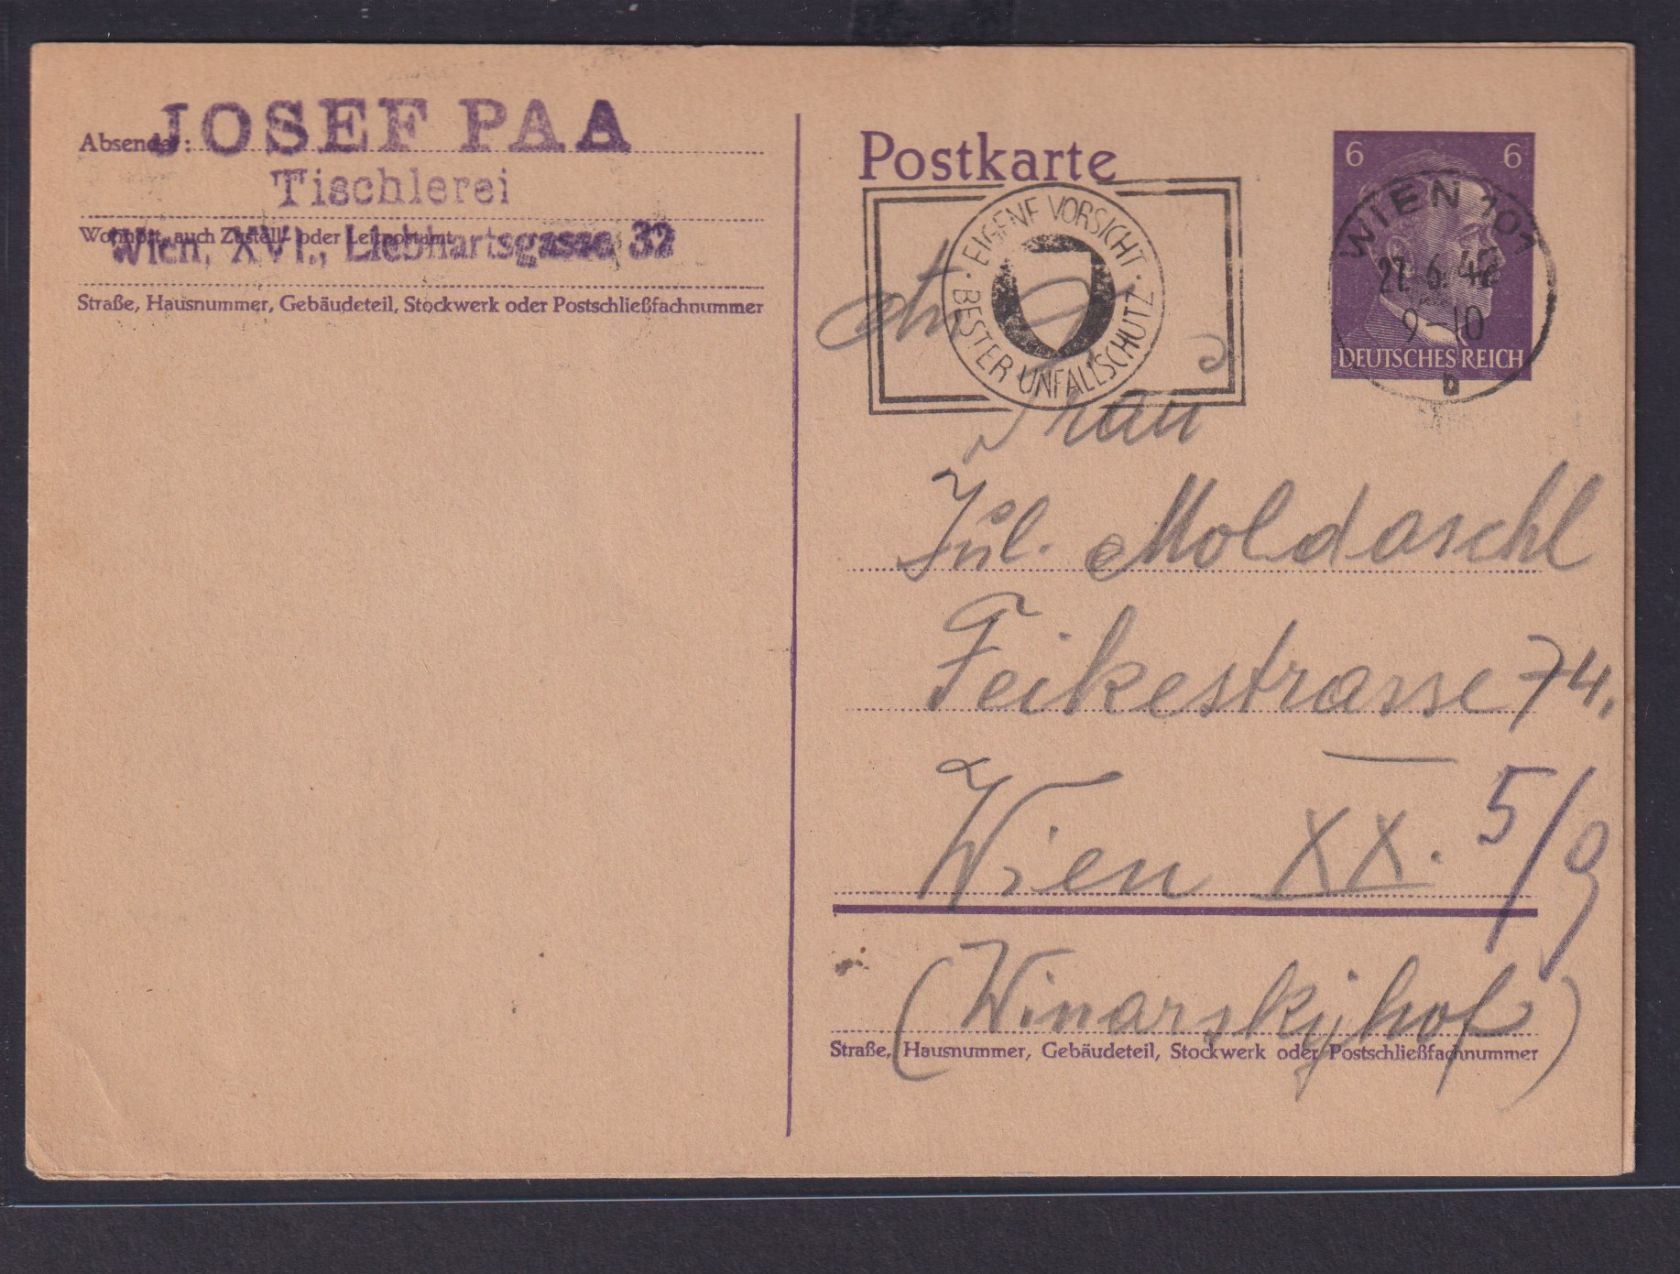 JOSEF PAA
Absender:
Tischlerei
Wohnort, auch Zustell- oder Leitpostamt
Wien, XVI., Liebhartsgasse 32
Straße, Hausnummer, Gebäudeteil, Stockwerk oder Postschließfachnummer
Postkarte
EIGENE VORSICHT · BESTER UNFALLSCHUTZ ·
6 6
WIEN 101
9-10
b
DEUTSCHES REICH
An
Frau
Jul. Moldaschl
Feikestrasse 74.
Wien XX. 5/9
(Winarskyhof)
Straße, Hausnummer, Gebäudeteil, Stockwerk oder Postschließfachnummer